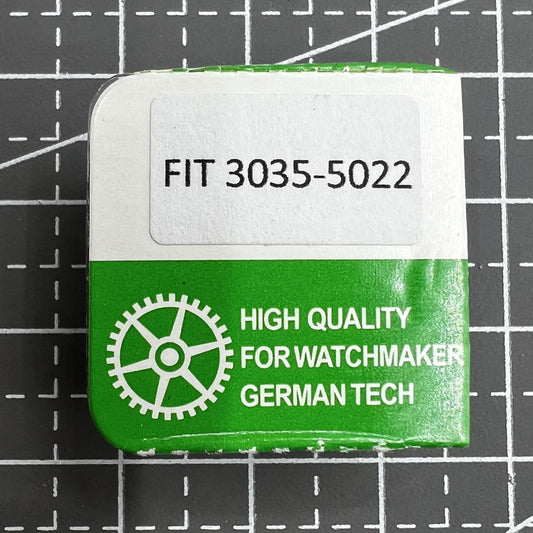 FIT 3035-5022
HIGH QUALITY
FOR WATCHMAKER
GERMAN TECH